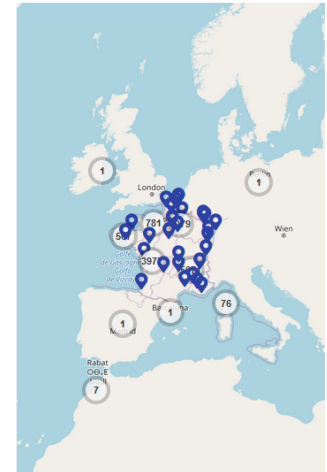 1
London
1
781
79
Wien
Golfe
de Gascogne
Golfo
de Vizcaya
397
76
Barcelona
1
1
Madrid
Rabat
7